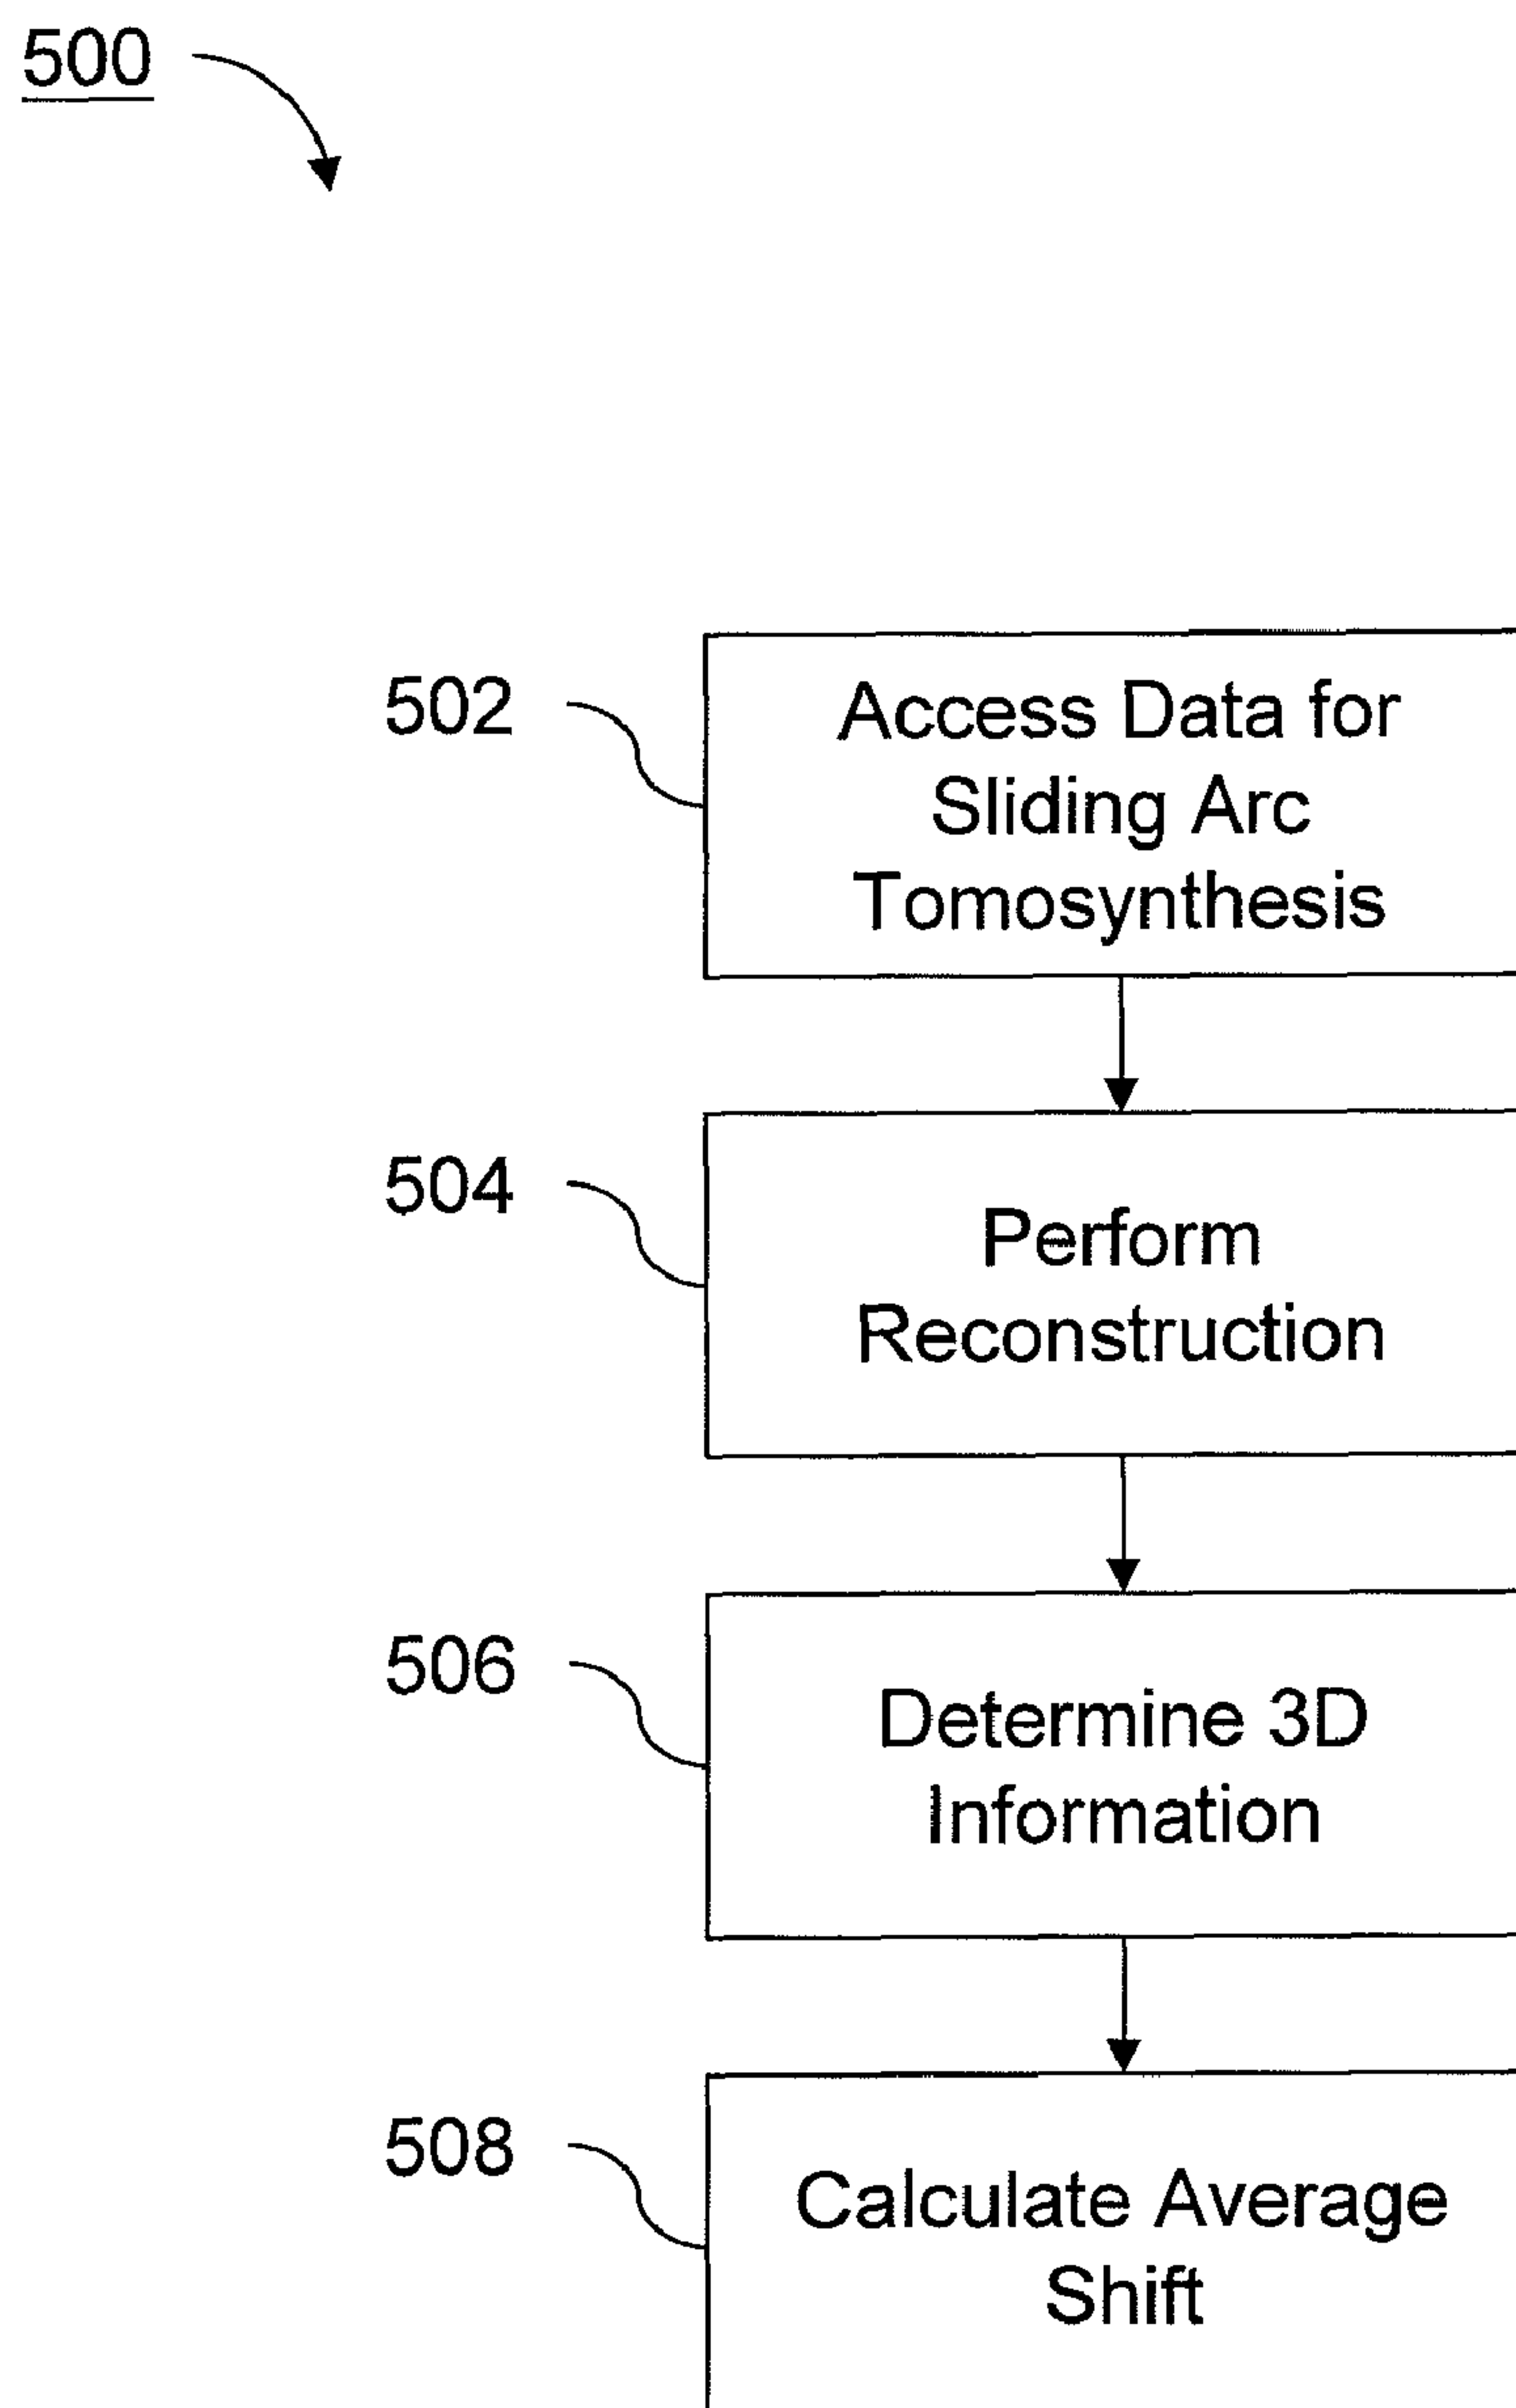 500
502
Access Data for
Sliding Arc
Tomosynthesis
504
Perform
Reconstruction
506
Determine 3D
Information
508
Calculate Average
Shift